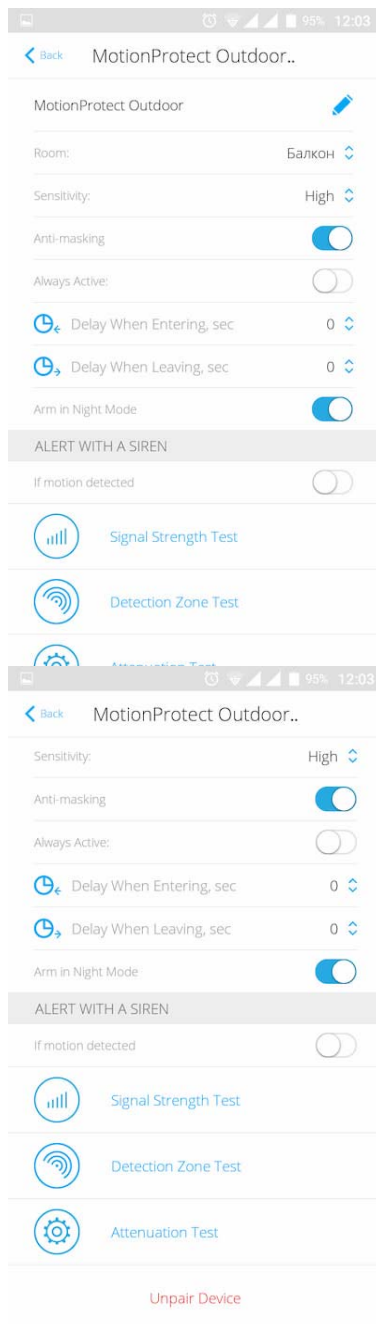 95% 12:03
Back MotionProtect Outdoor..
MotionProtect Outdoor
Room: Балкон
Sensitivity: High
Anti-masking
Always Active:
Delay When Entering, sec 0
Delay When Leaving, sec 0
Arm in Night Mode
ALERT WITH A SIREN
If motion detected
Signal Strength Test
Detection Zone Test
Attenuation Test
95% 12:03
Back MotionProtect Outdoor..
Sensitivity: High
Anti-masking
Always Active:
Delay When Entering, sec 0
Delay When Leaving, sec 0
Arm in Night Mode
ALERT WITH A SIREN
If motion detected
Signal Strength Test
Detection Zone Test
Attenuation Test
Unpair Device